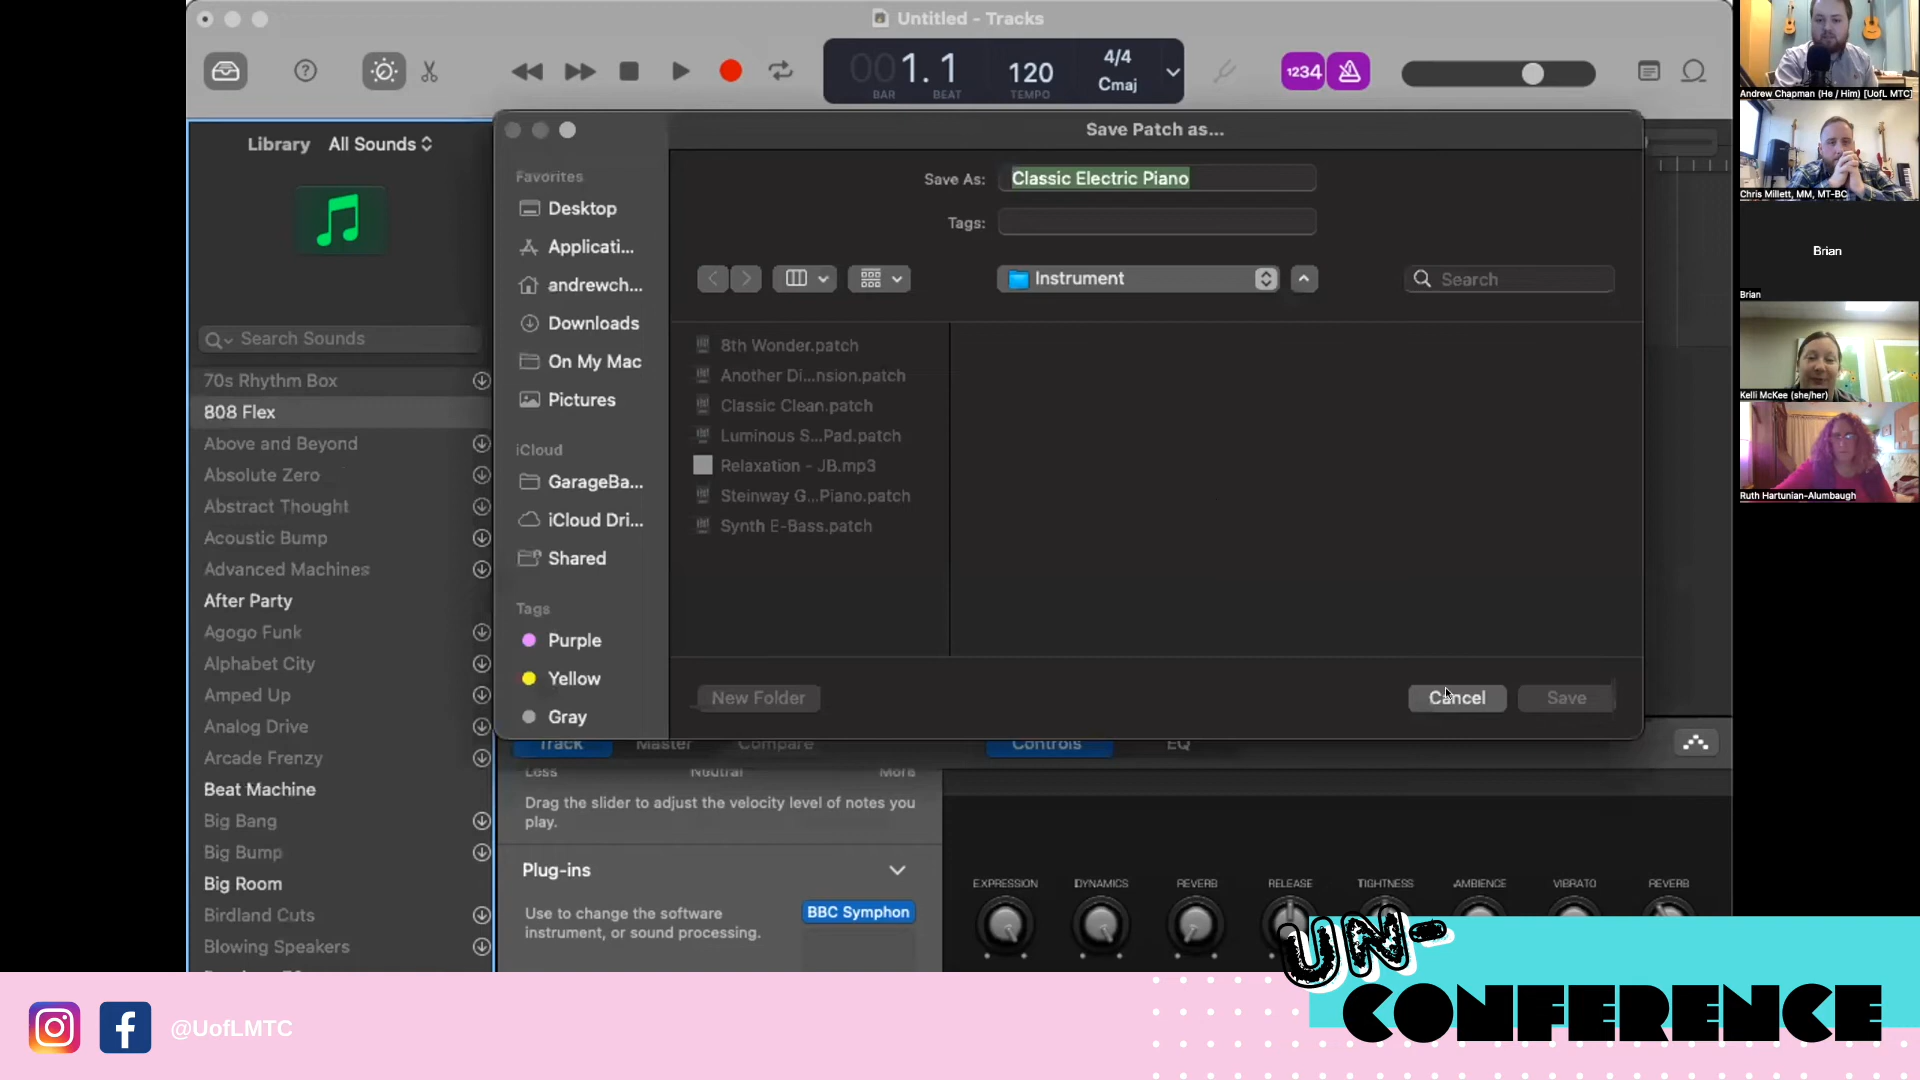 Untitled - Tracks
001. 1
BAR
BEAT
120
TEMPO
4/4
Cmaj
1234
Library
All Sounds
Search Sounds
70s Rhythm Box
808 Flex
Above and Beyond
Absolute Zero
Abstract Thought
Acoustic Bump
Advanced Machines
After Party
Agogo Funk
Alphabet City
Amped Up
Analog Drive
Arcade Frenzy
Beat Machine
Big Bang
Big Bump
Big Room
Birdland Cuts
Blowing Speakers
Save Patch as...
Favorites
Desktop
Applicati...
andrewch...
Downloads
On My Mac
Pictures
iCloud
GarageBa...
iCloud Dri...
Shared
Tags
Purple
Yellow
Gray
Save As:
Classic Electric Piano
Tags:
Instrument
Search
8th Wonder.patch
Another Di...nsion.patch
Classic Clean.patch
Luminous S...Pad.patch
Relaxation - JB.mp3
Steinway G...Piano.patch
Synth E-Bass.patch
New Folder
Cancel
Save
Track
Master
Compare
Controls
EQ
Less
Neutral
More
Drag the slider to adjust the velocity level of notes you
play.
Plug-ins
Use to change the software
instrument, or sound processing.
BBC Symphon
EXPRESSION
DYNAMICS
REVERB
RELEASE
TIGHTNESS
AMBIENCE
VIBRATO
REVERB
Andrew Chapman (He / Him) [UofL MTC]
Chris Millett, MM, MT-BC
Brian
Brian
Kelli McKee (she/her)
Ruth Hartunian-Alumbaugh
@UofLMTC
UN-
CONFERENCE